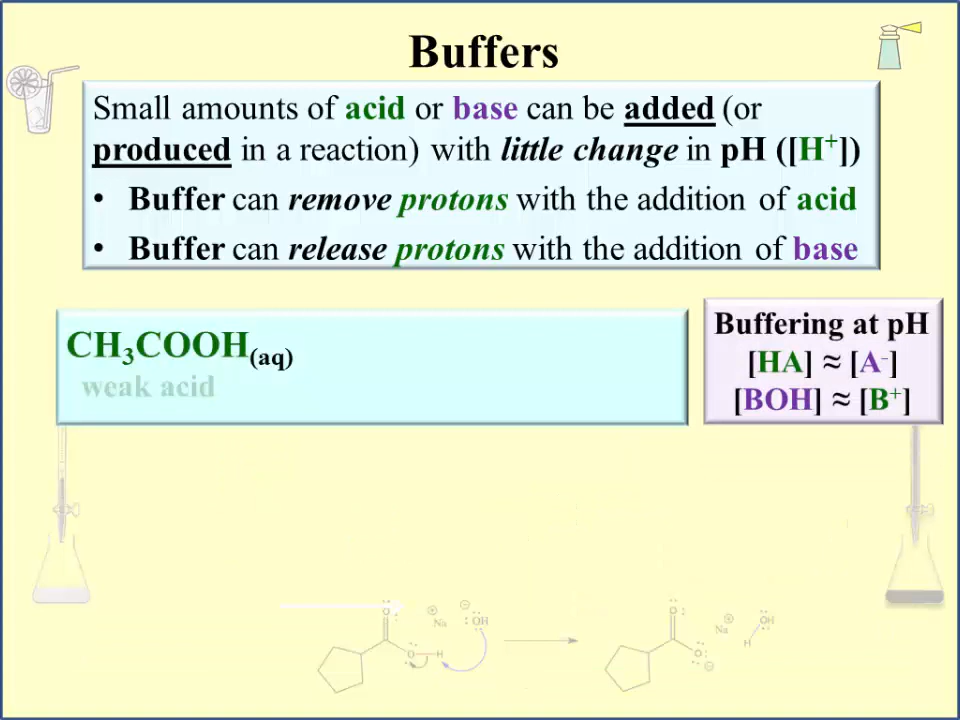 Buffers
Small amounts of acid or base can be added (or
produced in a reaction) with little change in pH ([H⁺])
• Buffer can remove protons with the addition of acid
• Buffer can release protons with the addition of base
CH₃COOH₍aq₎
weak acid
Buffering at pH
[HA] ≈ [A⁻]
[BOH] ≈ [B⁺]
O Na OH O Na OH
O H O H